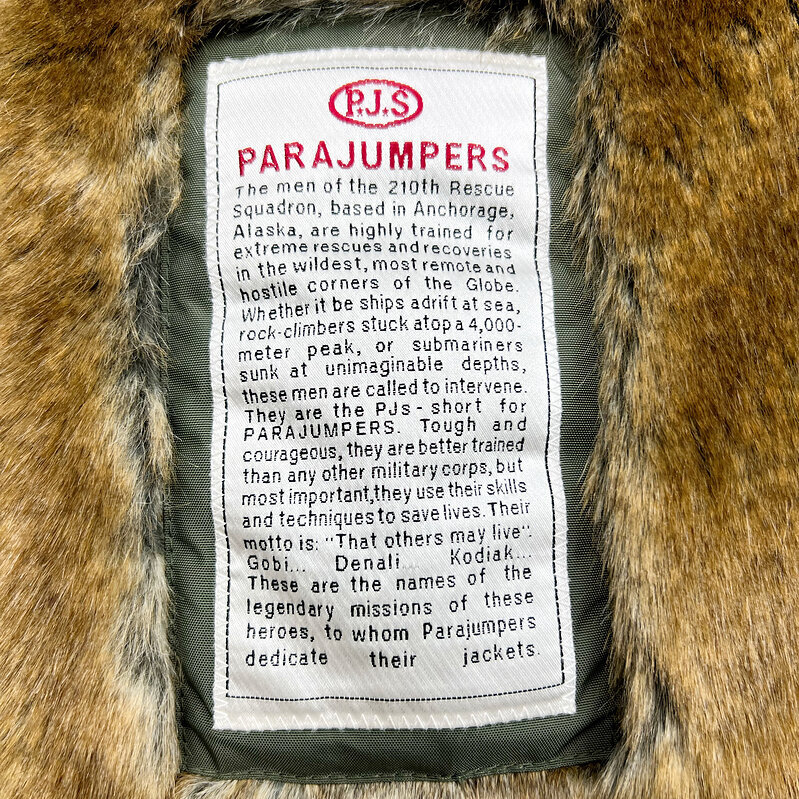 P.J.S
PARAJUMPERS
The men of the 210th Rescue
Squadron, based in Anchorage,
Alaska, are highly trained for
extreme rescues and recoveries
in the wildest, most remote and
hostile corners of the Globe.
Whether it be ships adrift at sea,
rock-climbers stuck atop a 4,000-
meter peak, or submariners
sunk at unimaginable depths,
these men are called to intervene.
They are the PJs - short for
PARAJUMPERS. Tough and
courageous, they are better trained
than any other military corps, but
most important,they use their skills
and techniques to save lives. Their
motto is: "That others may live":
Gobi... Denali.... Kodiak...
These are the names of the
legendary missions of these
heroes, to whom Parajumpers
dedicate their jackets.